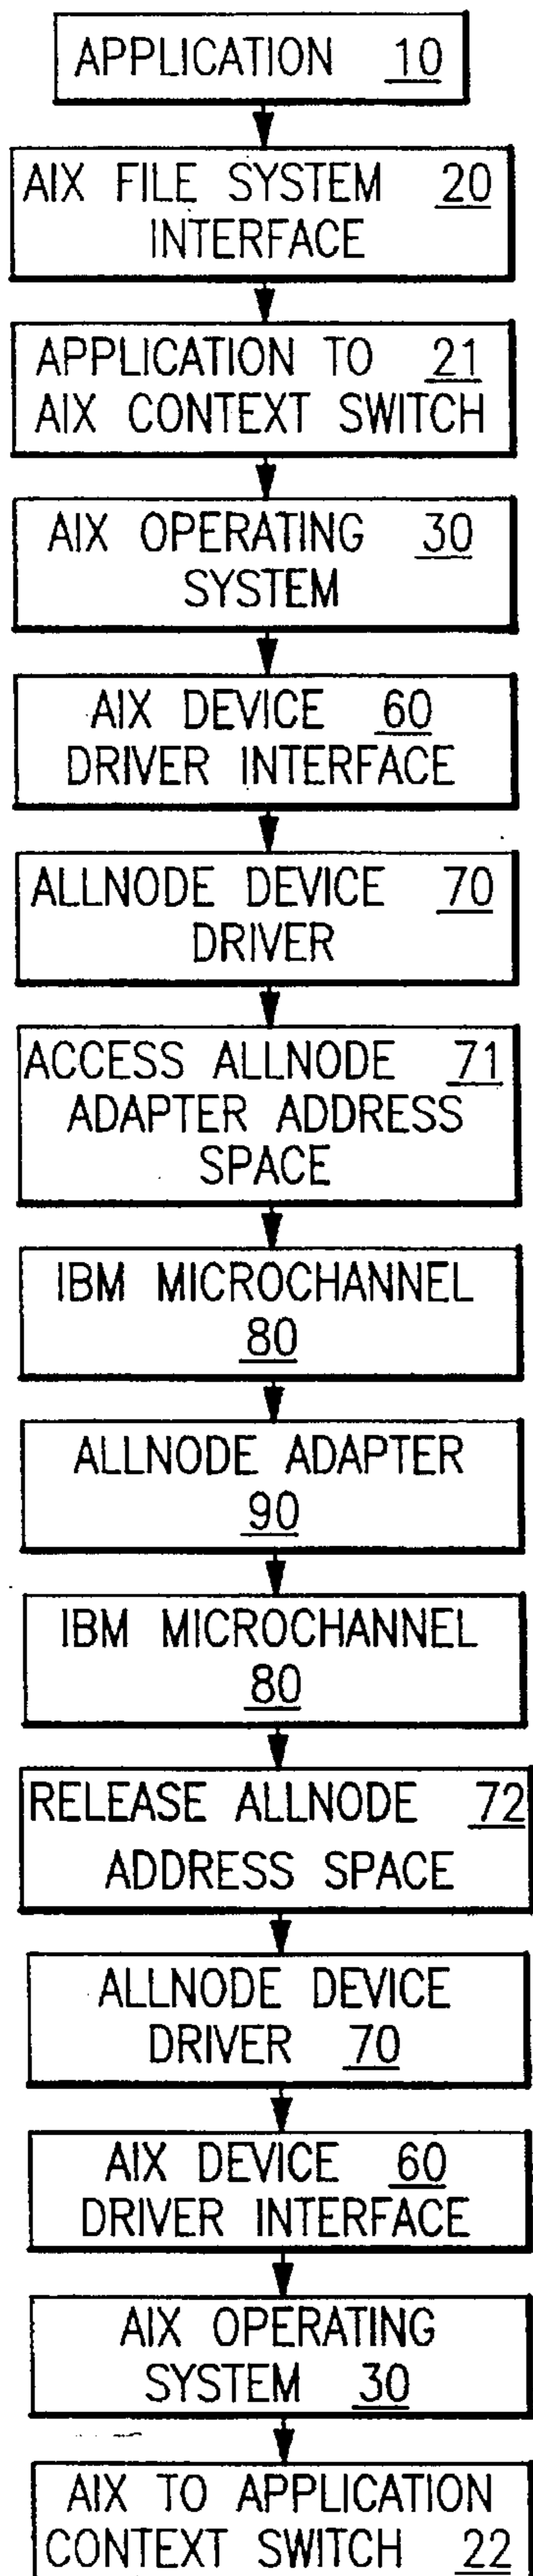 APPLICATION 10
AIX FILE SYSTEM 20
INTERFACE
APPLICATION TO 21
AIX CONTEXT SWITCH
AIX OPERATING 30
SYSTEM
AIX DEVICE 60
DRIVER INTERFACE
ALLNODE DEVICE 70
DRIVER
ACCESS ALLNODE 71
ADAPTER ADDRESS
SPACE
IBM MICROCHANNEL
80
ALLNODE ADAPTER
90
IBM MICROCHANNEL
80
RELEASE ALLNODE 72
ADDRESS SPACE
ALLNODE DEVICE
DRIVER 70
AIX DEVICE 60
DRIVER INTERFACE
AIX OPERATING
SYSTEM 30
AIX TO APPLICATION
CONTEXT SWITCH 22